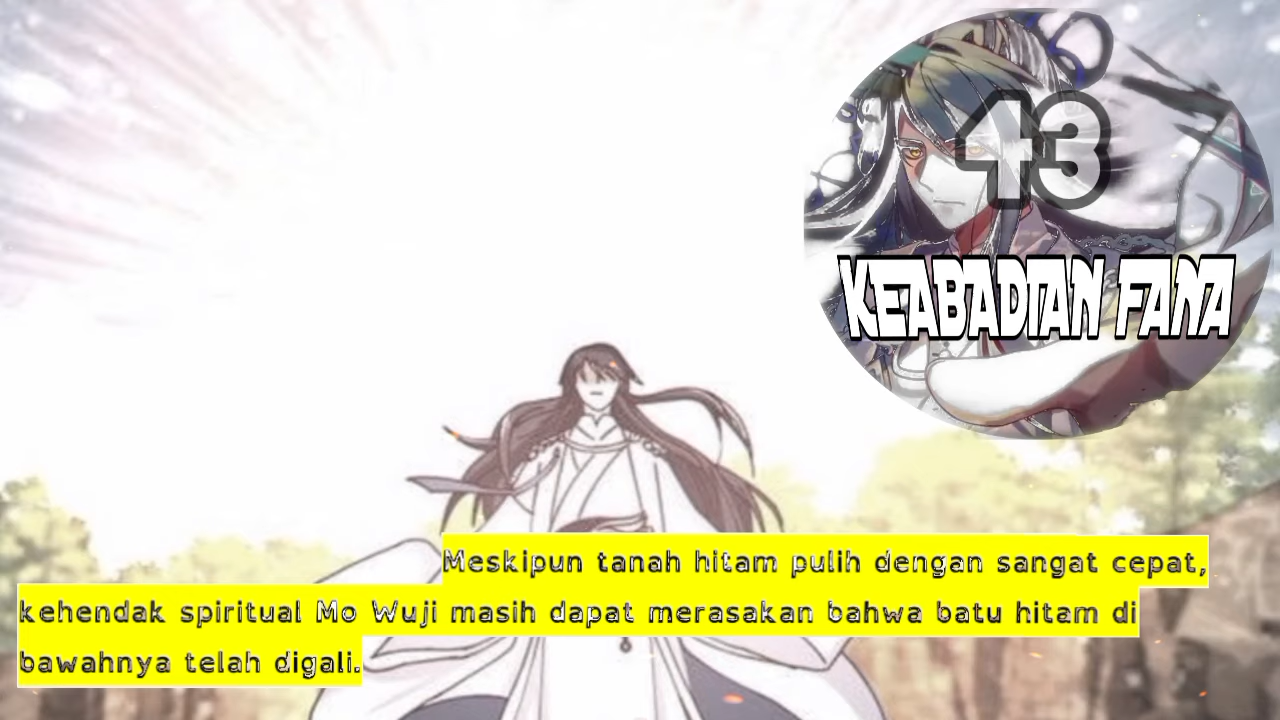 43
KEABADIAN FANA
Meskipun tanah hitam pulih dengan sangat cepat,
kehendak spiritual Mo Wuji masih dapat merasakan bahwa batu hitam di
bawahnya telah digali.